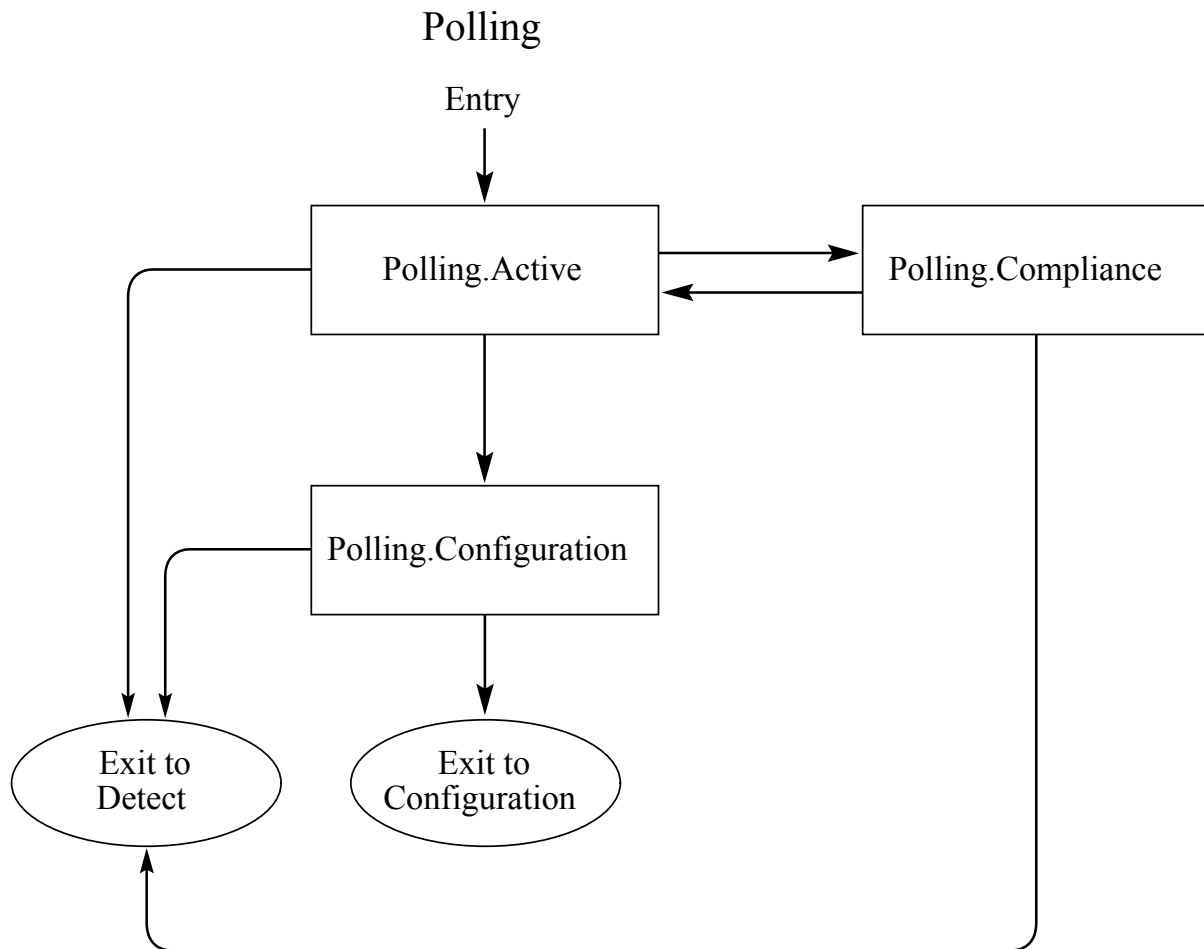 Polling
Entry
Polling.Active
Polling.Compliance
Polling.Configuration
Exit to
Detect
Exit to
Configuration